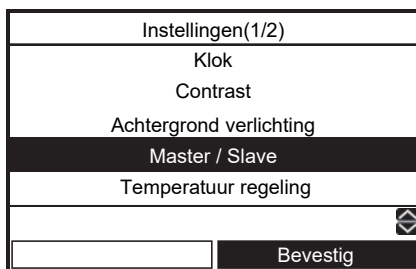 Instellingen(1/2)
Klok
Contrast
Achtergrond verlichting
Master / Slave
Temperatuur regeling
Bevestig